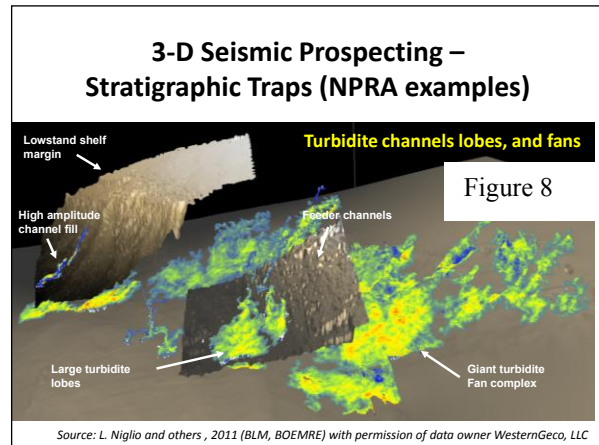 3-D Seismic Prospecting –
Stratigraphic Traps (NPRA examples)
Lowstand shelf
margin
Turbidite channels lobes, and fans
Figure 8
High amplitude
channel fill
Feeder channels
Large turbidite
lobes
Giant turbidite
Fan complex
Source: L. Niglio and others , 2011 (BLM, BOEMRE) with permission of data owner WesternGeco, LLC